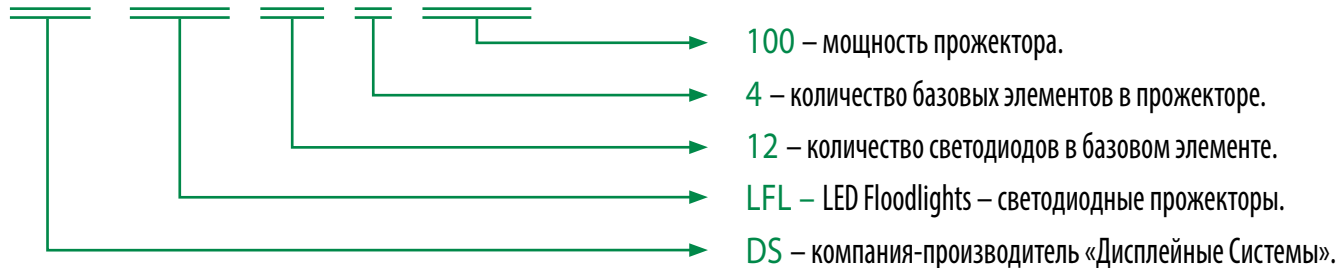 100 – мощность прожектора.
4 – количество базовых элементов в прожекторе.
12 – количество светодиодов в базовом элементе.
LFL – LED Floodlights – светодиодные прожекторы.
DS – компания-производитель «Дисплейные Системы».